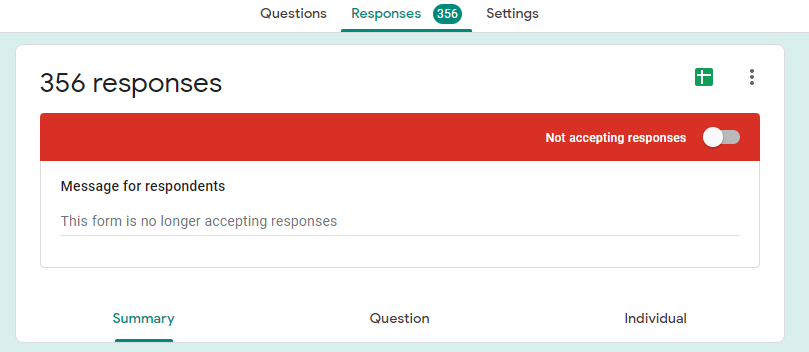 Questions Responses 356 Settings
356 responses
Not accepting responses
Message for respondents
This form is no longer accepting responses
Summary Question Individual